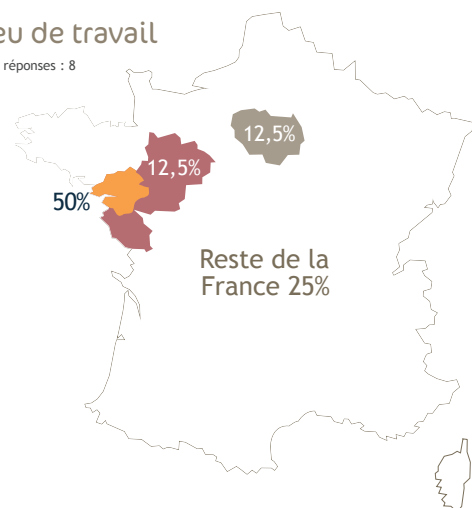 eu de travail
réponses : 8
12,5%
12,5%
50%
Reste de la
France 25%